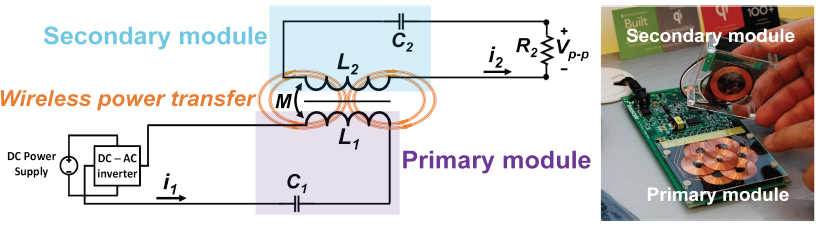 Secondary module
C2
R2
+
Vp-p
−
i2
L2
Wireless power transfer
M
L1
Primary module
DC Power
Supply
+
−
DC – AC
inverter
i1
C1
Built
Qi
100+
Secondary module
Primary module